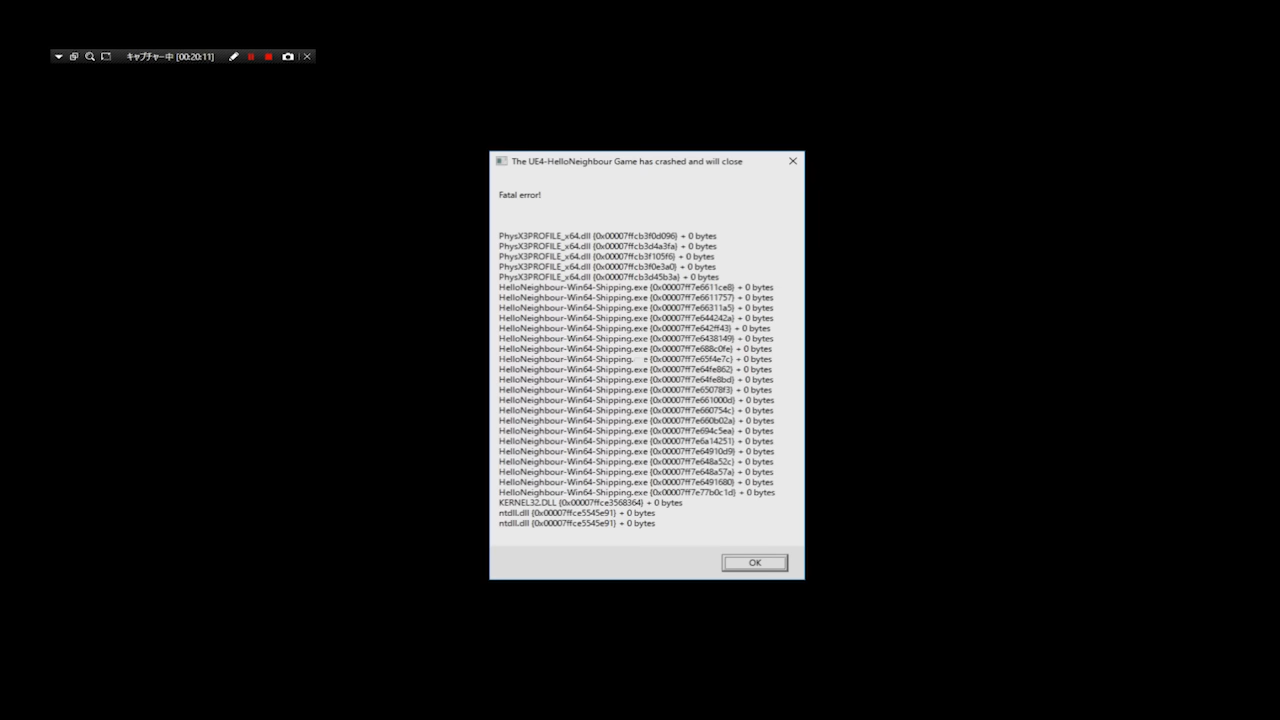 キャプチャー中 [00:20:11]
The UE4-HelloNeighbour Game has crashed and will close
Fatal error!
PhysX3PROFILE_x64.dll {0x00007ffcb3f0d096} + 0 bytes
PhysX3PROFILE_x64.dll {0x00007ffcb3d4a3fa} + 0 bytes
PhysX3PROFILE_x64.dll {0x00007ffcb3f105f6} + 0 bytes
PhysX3PROFILE_x64.dll {0x00007ffcb3f0e3a0} + 0 bytes
PhysX3PROFILE_x64.dll {0x00007ffcb3d45b3a} + 0 bytes
HelloNeighbour-Win64-Shipping.exe {0x00007ff7e6611ce8} + 0 bytes
HelloNeighbour-Win64-Shipping.exe {0x00007ff7e6611757} + 0 bytes
HelloNeighbour-Win64-Shipping.exe {0x00007ff7e66311a5} + 0 bytes
HelloNeighbour-Win64-Shipping.exe {0x00007ff7e644242a} + 0 bytes
HelloNeighbour-Win64-Shipping.exe {0x00007ff7e642ff43} + 0 bytes
HelloNeighbour-Win64-Shipping.exe {0x00007ff7e6438149} + 0 bytes
HelloNeighbour-Win64-Shipping.exe {0x00007ff7e688c0fe} + 0 bytes
HelloNeighbour-Win64-Shipping. e {0x00007ff7e65f4e7c} + 0 bytes
HelloNeighbour-Win64-Shipping.exe {0x00007ff7e64fe862} + 0 bytes
HelloNeighbour-Win64-Shipping.exe {0x00007ff7e64fe8bd} + 0 bytes
HelloNeighbour-Win64-Shipping.exe {0x00007ff7e65078f3} + 0 bytes
HelloNeighbour-Win64-Shipping.exe {0x00007ff7e661000d} + 0 bytes
HelloNeighbour-Win64-Shipping.exe {0x00007ff7e660754c} + 0 bytes
HelloNeighbour-Win64-Shipping.exe {0x00007ff7e660b02a} + 0 bytes
HelloNeighbour-Win64-Shipping.exe {0x00007ff7e694c5ea} + 0 bytes
HelloNeighbour-Win64-Shipping.exe {0x00007ff7e6a14251} + 0 bytes
HelloNeighbour-Win64-Shipping.exe {0x00007ff7e64910d9} + 0 bytes
HelloNeighbour-Win64-Shipping.exe {0x00007ff7e648a52c} + 0 bytes
HelloNeighbour-Win64-Shipping.exe {0x00007ff7e648a57a} + 0 bytes
HelloNeighbour-Win64-Shipping.exe {0x00007ff7e6491680} + 0 bytes
HelloNeighbour-Win64-Shipping.exe {0x00007ff7e77b0c1d} + 0 bytes
KERNEL32.DLL {0x00007ffce3568364} + 0 bytes
ntdll.dll {0x00007ffce5545e91} + 0 bytes
ntdll.dll {0x00007ffce5545e91} + 0 bytes
OK